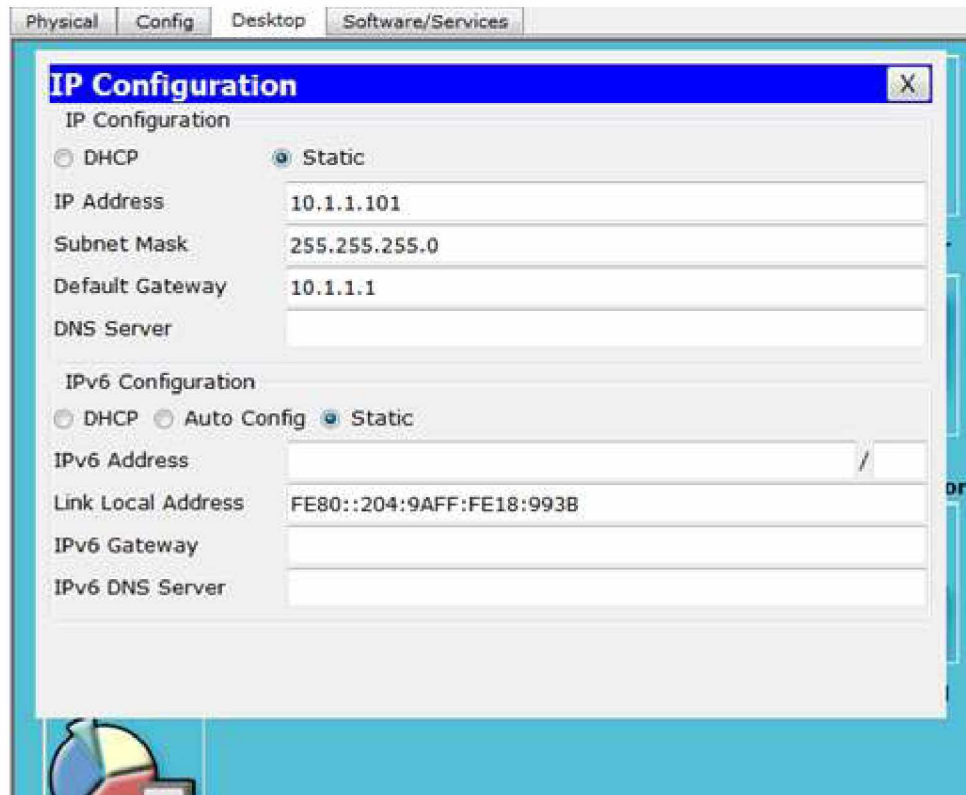 Physical Config Desktop Software/Services
IP Configuration X
IP Configuration
DHCP Static
IP Address 10.1.1.101
Subnet Mask 255.255.255.0
Default Gateway 10.1.1.1
DNS Server
IPv6 Configuration
DHCP Auto Config Static
IPv6 Address /
Link Local Address FE80::204:9AFF:FE18:993B
IPv6 Gateway
IPv6 DNS Server